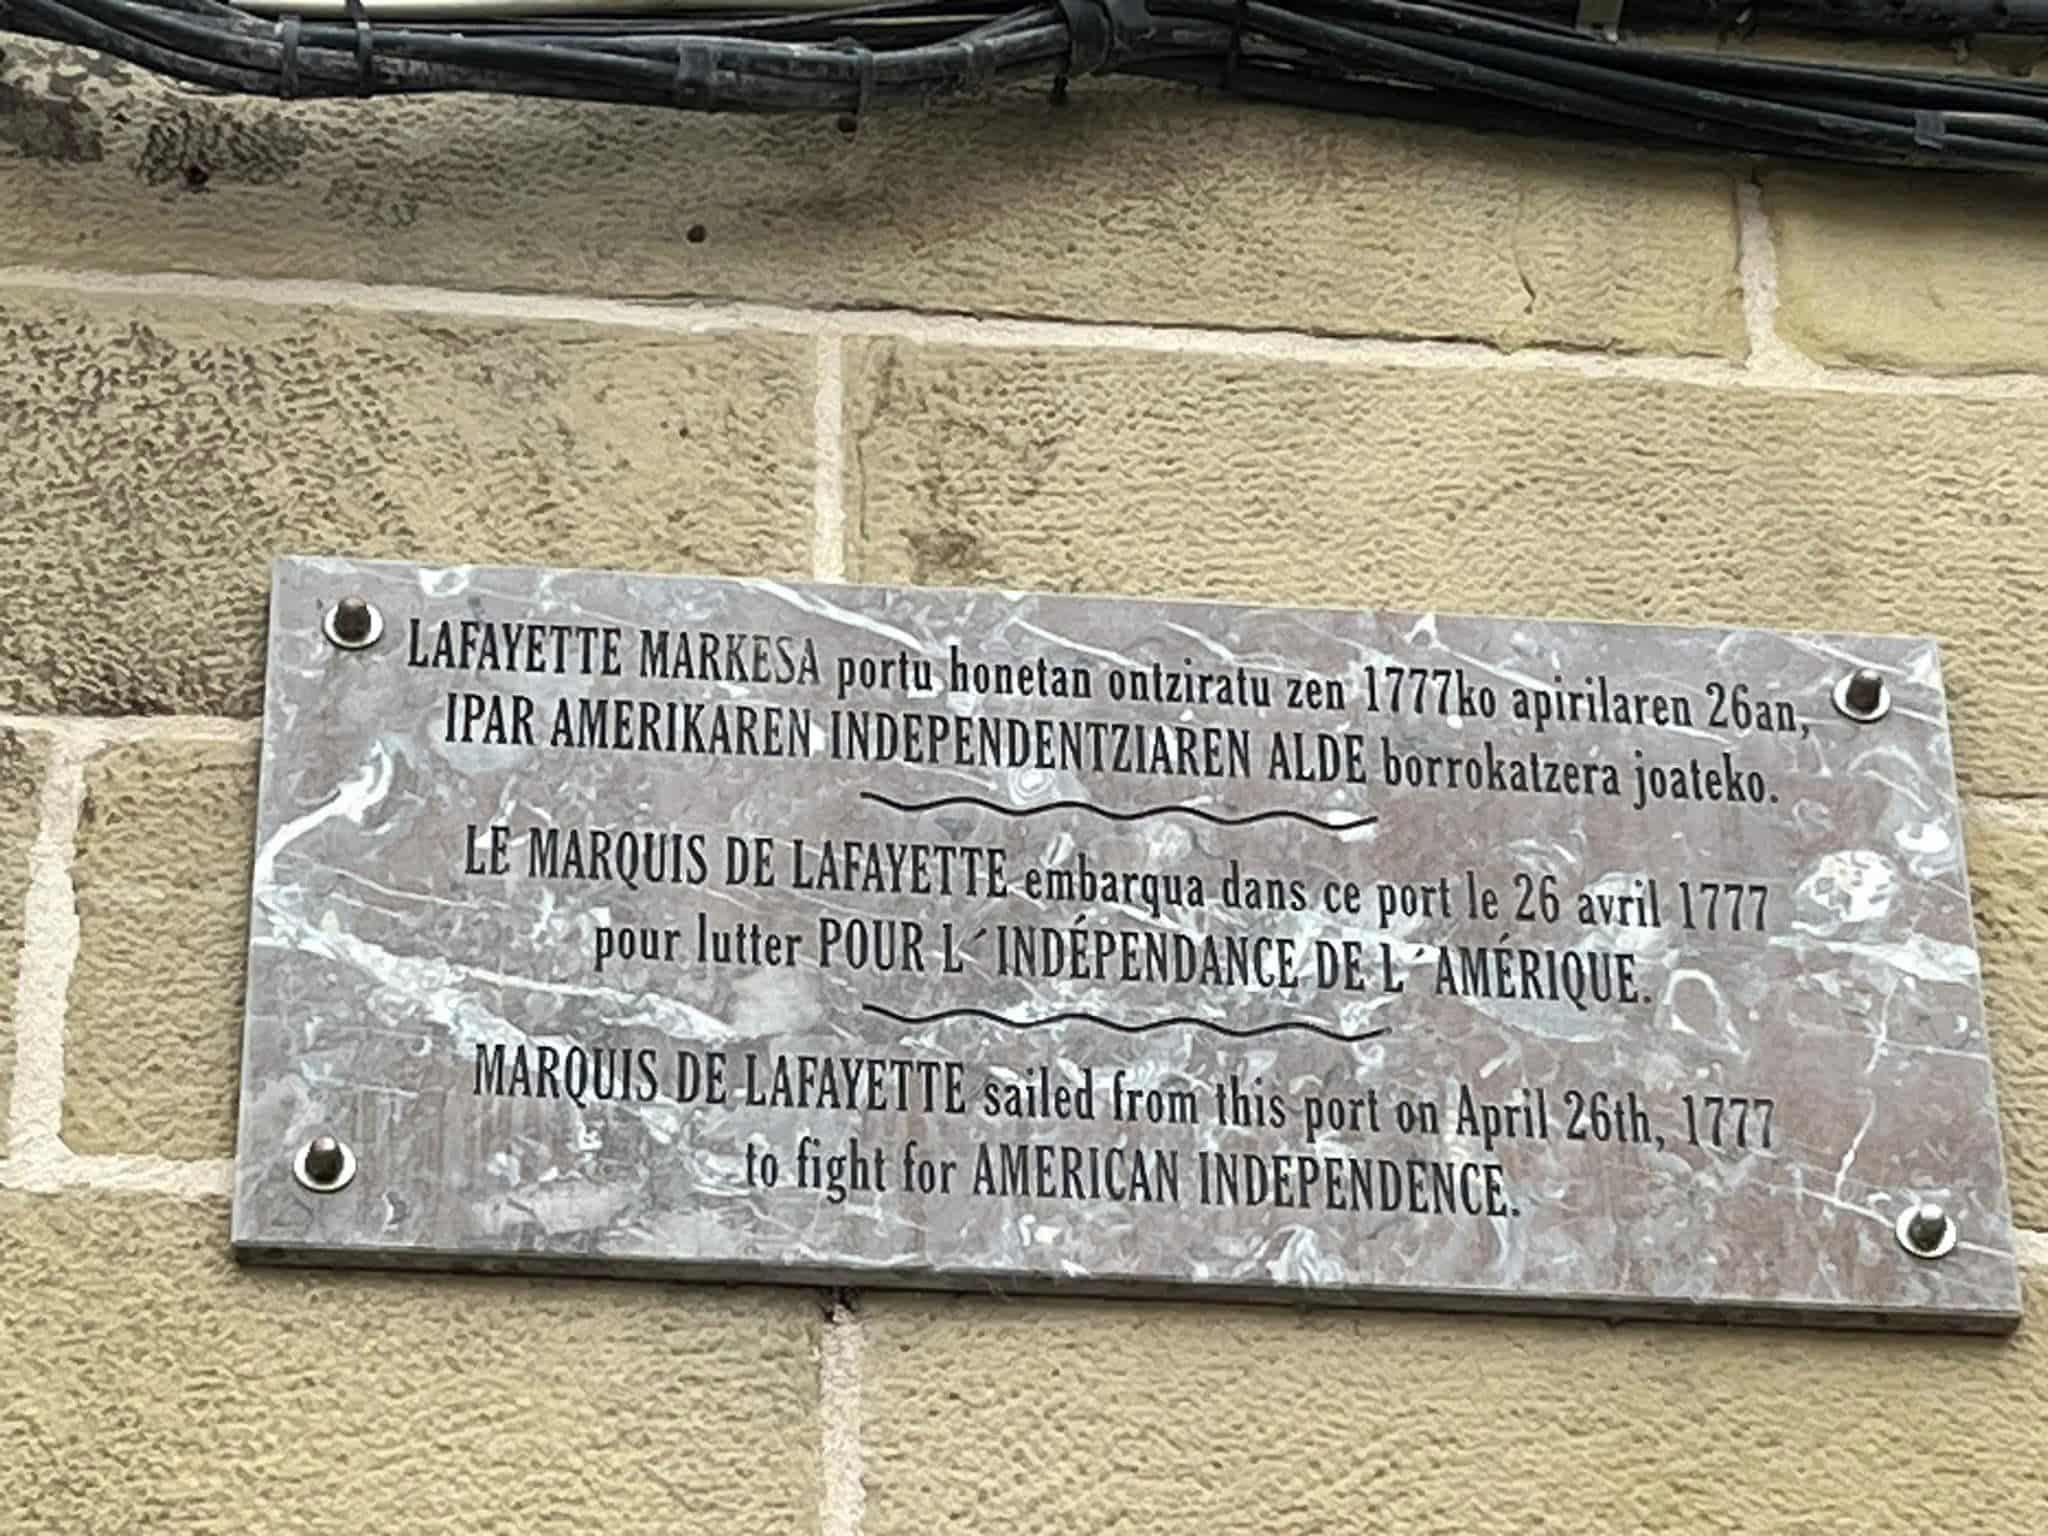 LAFAYETTE MARKESA portu honetan ontziratu zen 1777ko apirilaren 26an,
IPAR AMERIKAREN INDEPENDENTZIAREN ALDE borrokatzera joateko.
LE MARQUIS DE LAFAYETTE embarqua dans ce port le 26 avril 1777
pour lutter POUR L´INDÉPENDANCE DE L´AMÉRIQUE.
MARQUIS DE LAFAYETTE sailed from this port on April 26th, 1777
to fight for AMERICAN INDEPENDENCE.